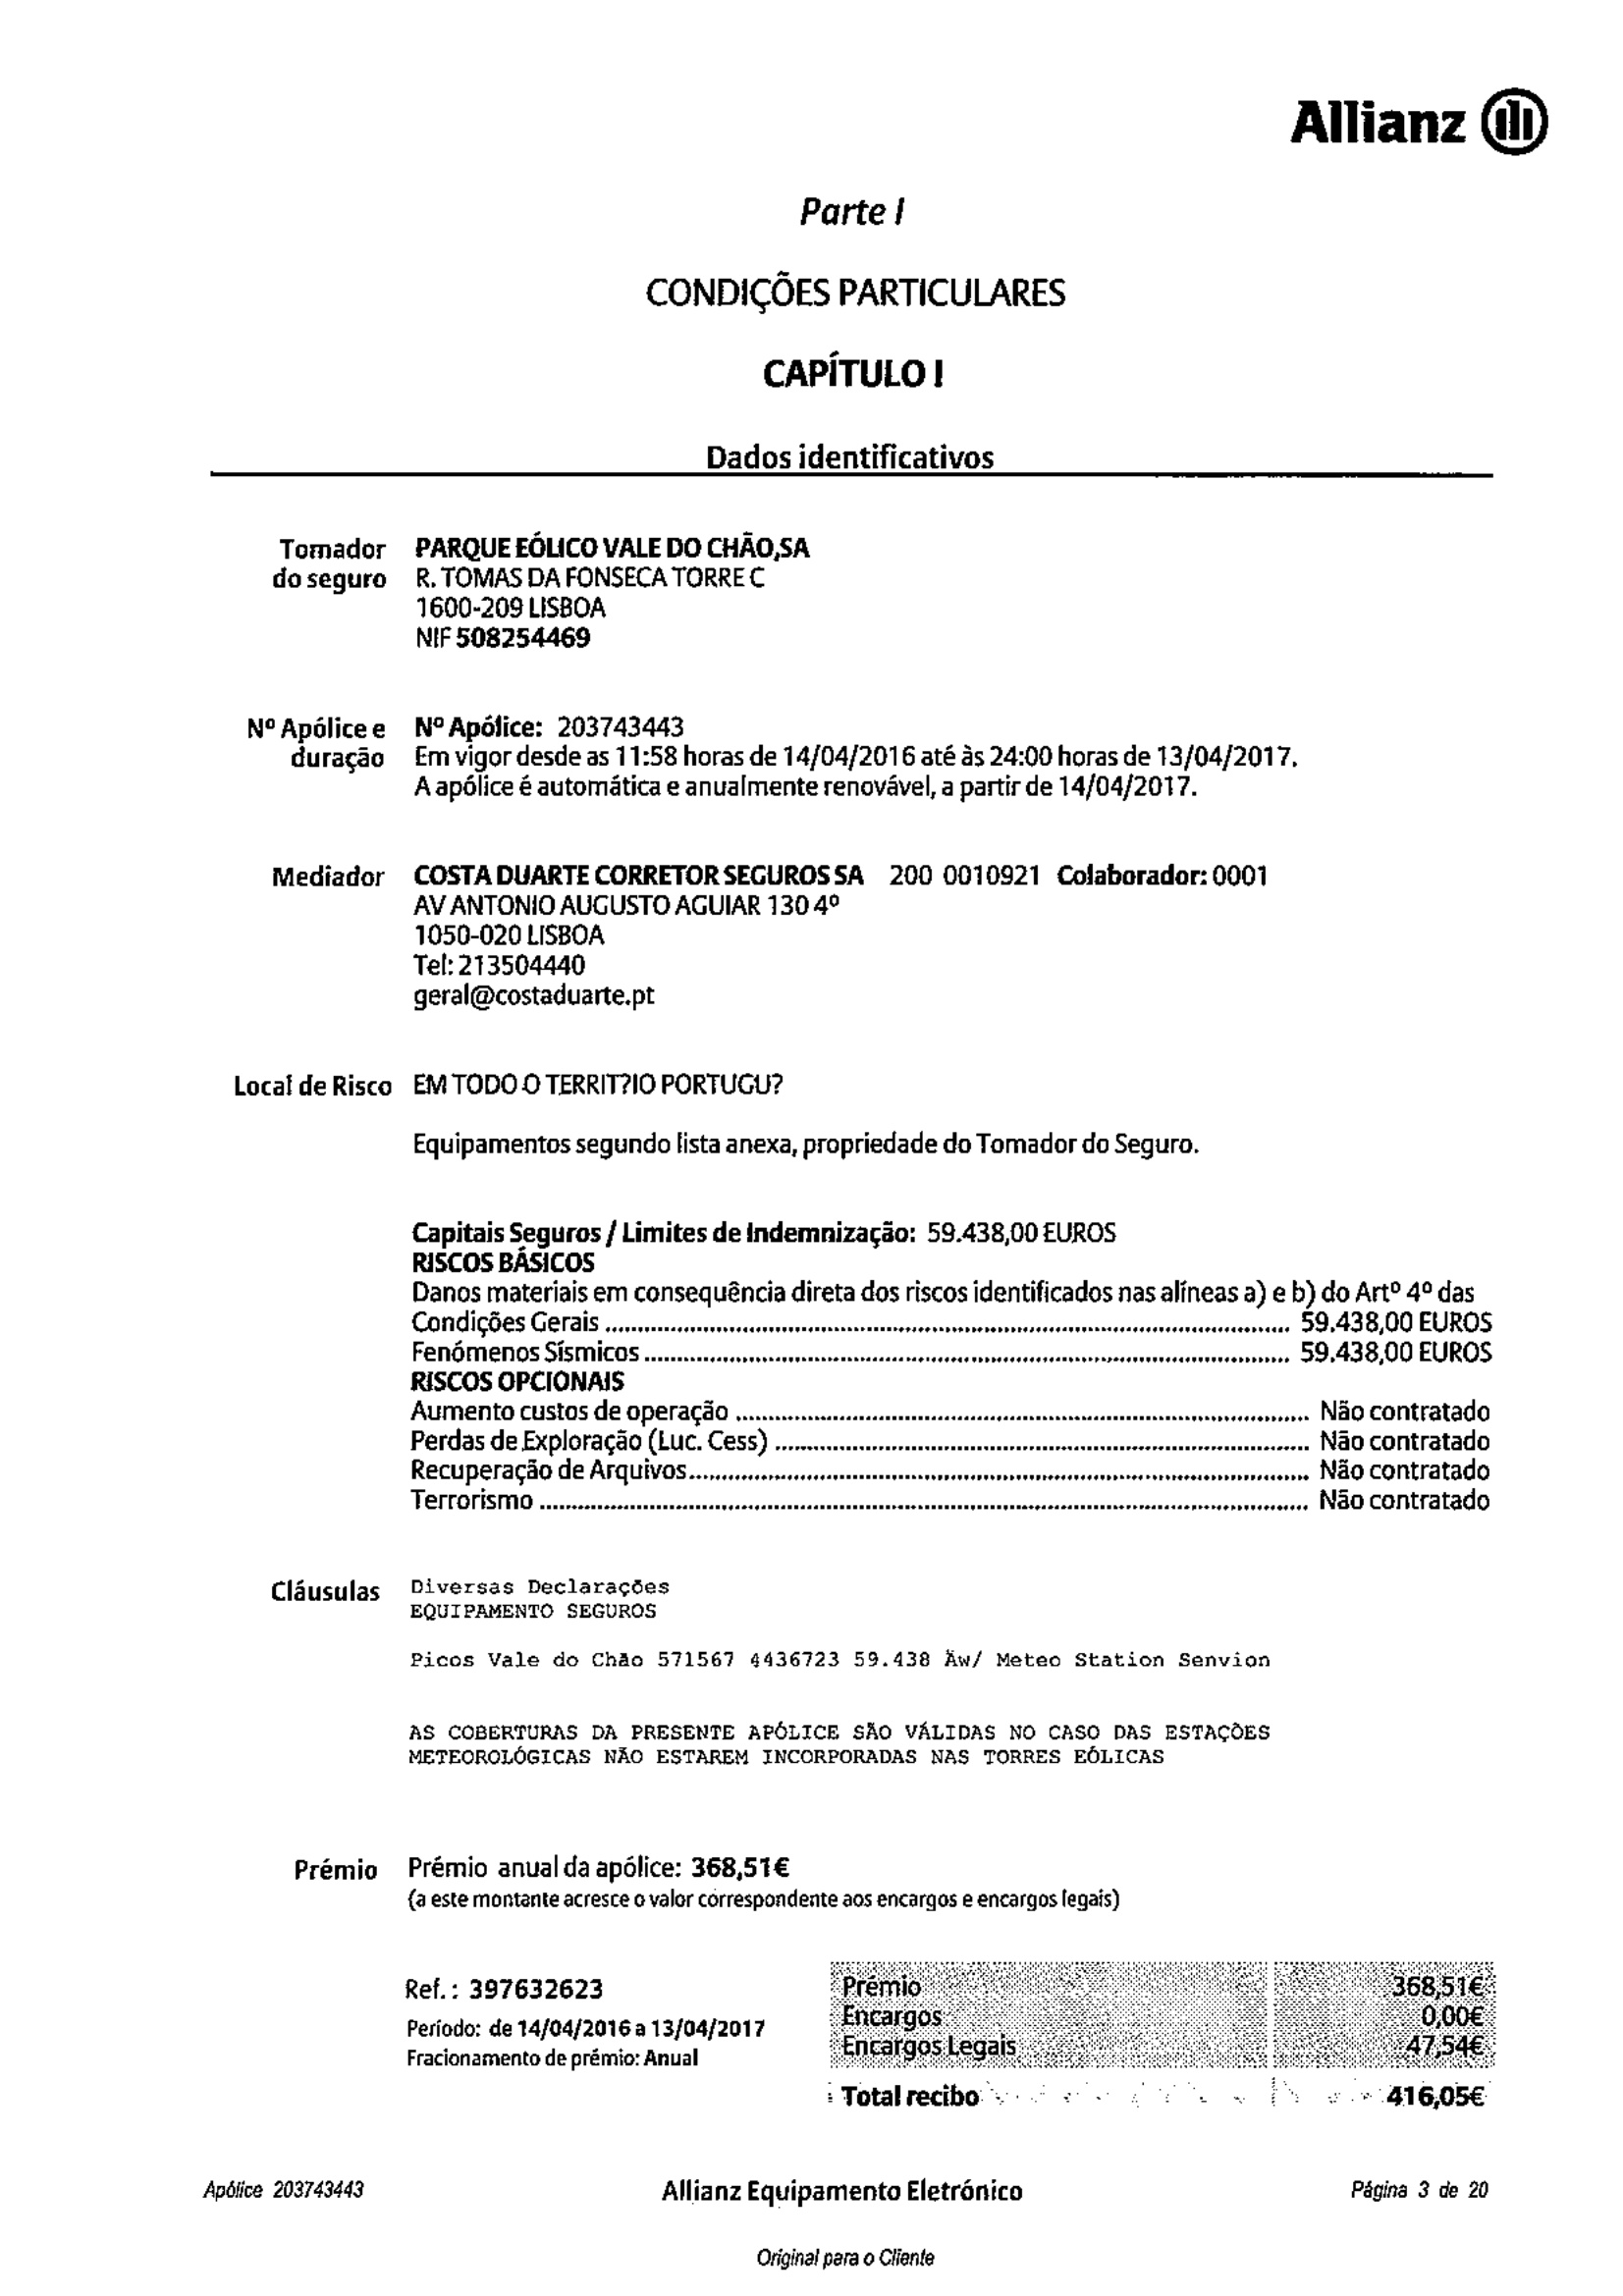 Allianz
Parte I
CONDIÇÕES PARTICULARES
CAPÍTULO I
Dados identificativos
Tomador do seguro
PARQUE EÓLICO VALE DO CHÃO,SA
R. TOMAS DA FONSECA TORRE C
1600-209 LISBOA
NIF 508254469
Nº Apólice e duração
Nº Apólice: 203743443
Em vigor desde as 11:58 horas de 14/04/2016 até às 24:00 horas de 13/04/2017.
A apólice é automática e anualmente renovável, a partir de 14/04/2017.
Mediador
COSTA DUARTE CORRETOR SEGUROS SA 200 0010921 Colaborador: 0001
AV ANTONIO AUGUSTO AGUIAR 130 4º
1050-020 LISBOA
Tel: 213504440
geral@costaduarte.pt
Local de Risco EM TODO O TERRIT?IO PORTUGU?
Equipamentos segundo lista anexa, propriedade do Tomador do Seguro.
Capitais Seguros / Limites de Indemnização: 59.438,00 EUROS
RISCOS BÁSICOS
Danos materiais em consequência direta dos riscos identificados nas alíneas a) e b) do Artº 4º das
Condições Gerais ........ 59.438,00 EUROS
Fenómenos Sísmicos ........ 59.438,00 EUROS
RISCOS OPCIONAIS
Aumento custos de operação ........ Não contratado
Perdas de Exploração (Luc. Cess) ........ Não contratado
Recuperação de Arquivos ........ Não contratado
Terrorismo ........ Não contratado
Cláusulas
Diversas Declarações
EQUIPAMENTO SEGUROS
Picos Vale do Chão 571567 4436723 59.438 Äw/ Meteo Station Senvion
AS COBERTURAS DA PRESENTE APÓLICE SÃO VÁLIDAS NO CASO DAS ESTAÇÕES
METEOROLÓGICAS NÃO ESTAREM INCORPORADAS NAS TORRES EÓLICAS
Prémio Prémio anual da apólice: 368,51€
(a este montante acresce o valor correspondente aos encargos e encargos legais)
Ref. : 397632623
Período: de 14/04/2016 a 13/04/2017
Fracionamento de prémio: Anual
Prémio 368,51€
Encargos 0,00€
Encargos Legais 47,54€
Total recibo 416,05€
Apólice 203743443
Allianz Equipamento Eletrónico
Página 3 de 20
Original para o Cliente